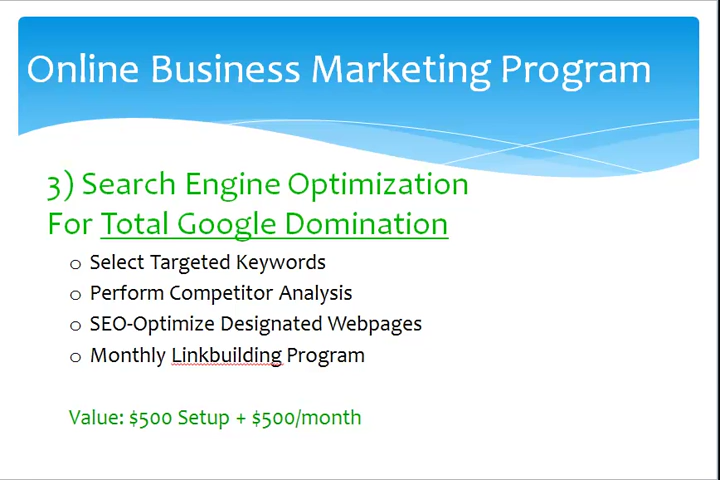 Online Business Marketing Program
3) Search Engine Optimization
For Total Google Domination
o Select Targeted Keywords
o Perform Competitor Analysis
o SEO-Optimize Designated Webpages
o Monthly Linkbuilding Program
Value: $500 Setup + $500/month